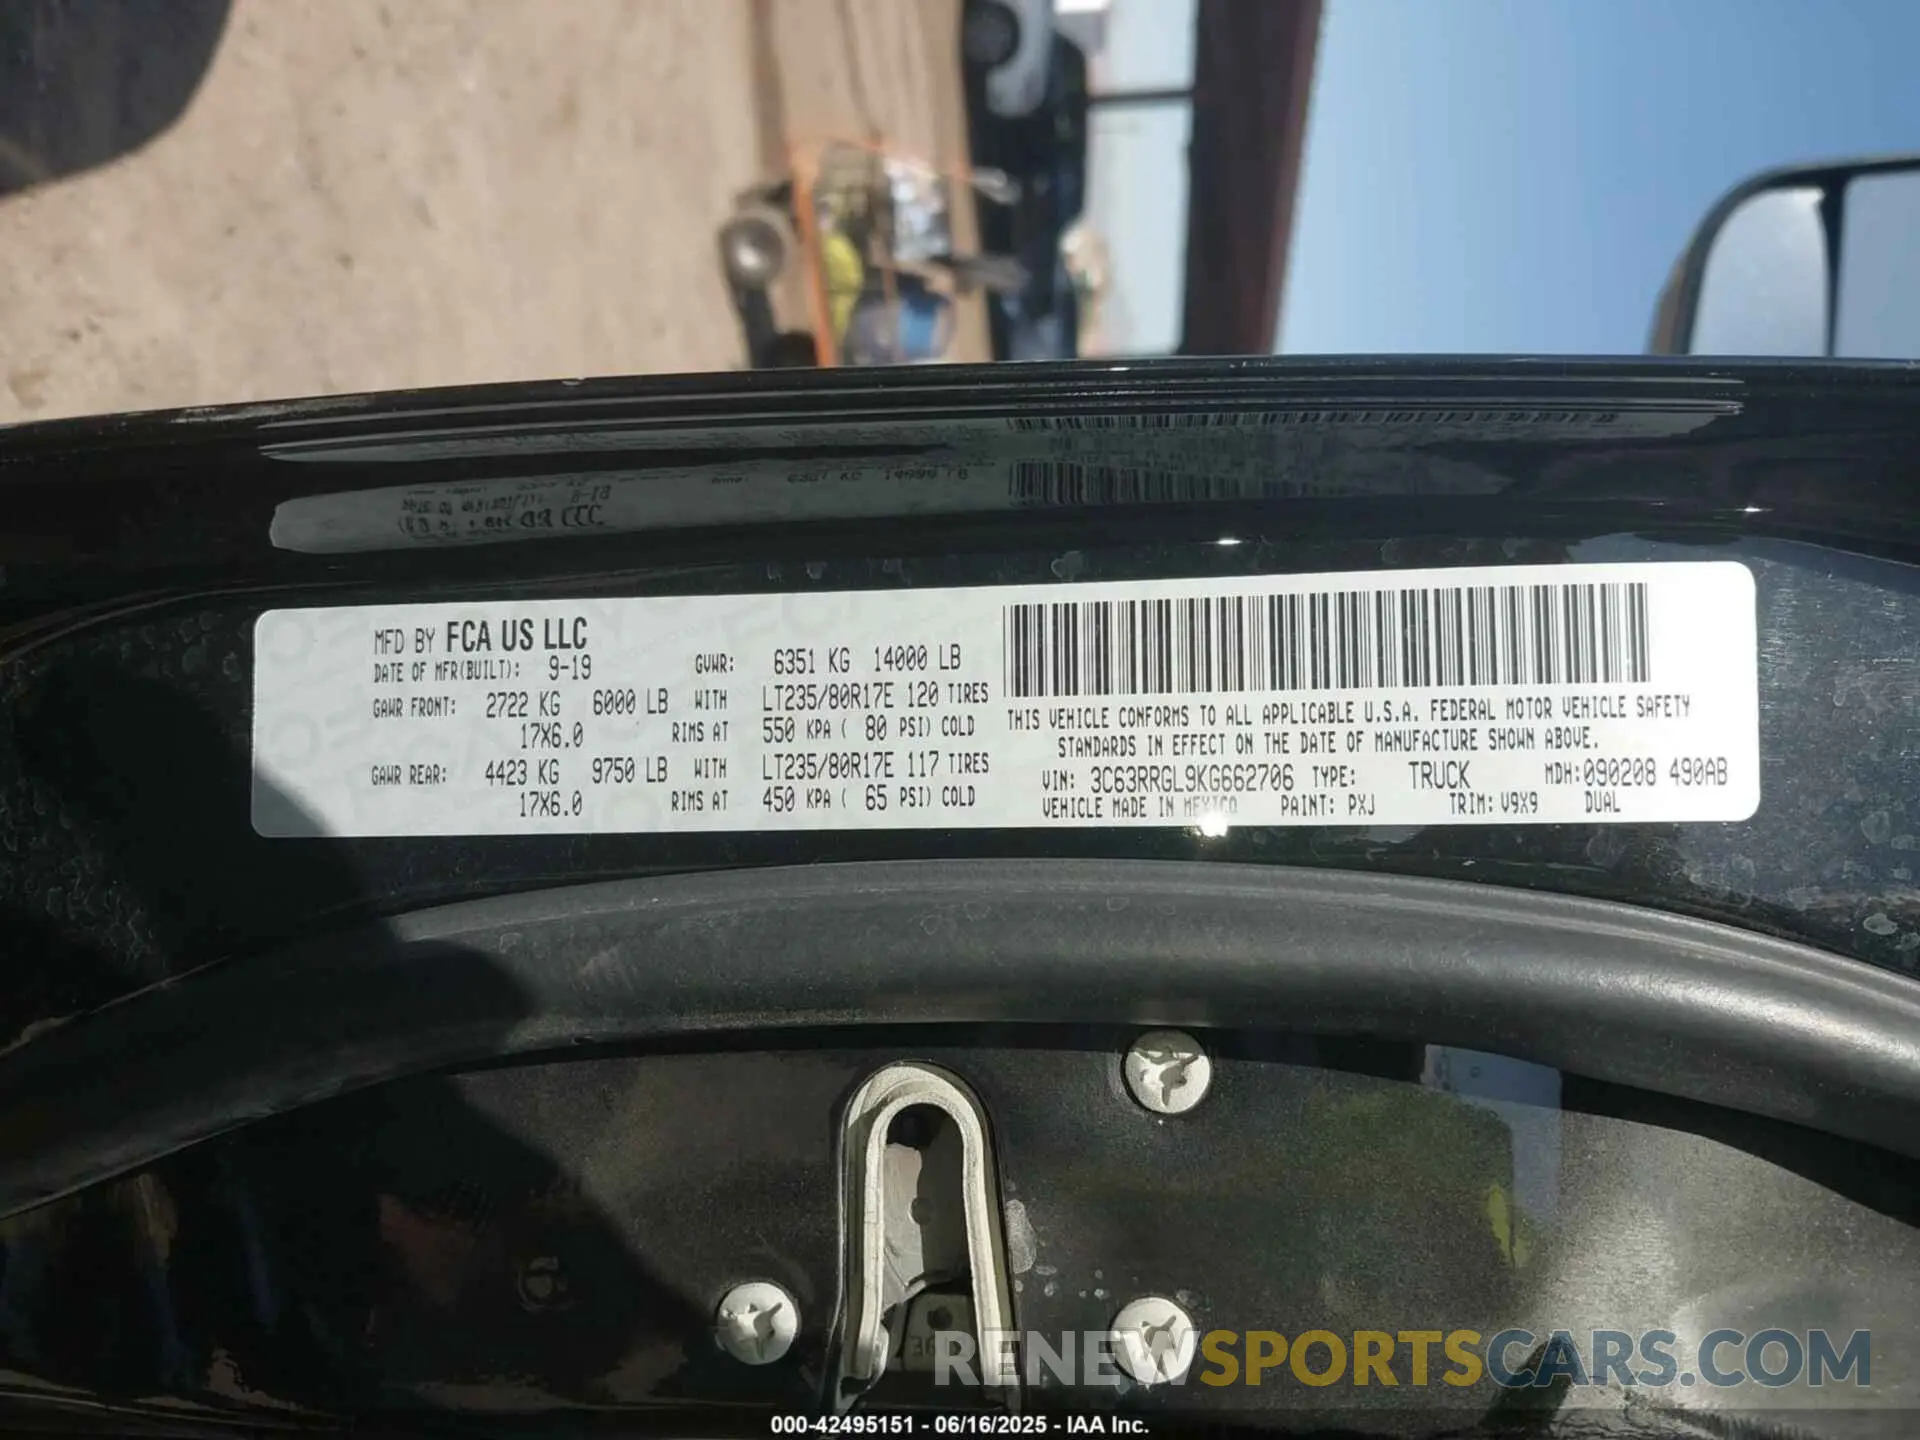 MFD BY FCA US LLC
DATE OF MFR(BUILT): 9-19 GVWR: 6351 KG 14000 LB
GAWR FRONT: 2722 KG 6000 LB WITH LT235/80R17E 120 TIRES
17X6.0 RIMS AT 550 KPA ( 80 PSI) COLD
GAWR REAR: 4423 KG 9750 LB WITH LT235/80R17E 117 TIRES
17X6.0 RIMS AT 450 KPA ( 65 PSI) COLD
THIS VEHICLE CONFORMS TO ALL APPLICABLE U.S.A. FEDERAL MOTOR VEHICLE SAFETY
STANDARDS IN EFFECT ON THE DATE OF MANUFACTURE SHOWN ABOVE.
VIN: 3C63RRGL9KG662706 TYPE: TRUCK MDH:090208 490AB
VEHICLE MADE IN MEXICO PAINT: PXJ TRIM: V9X9 DUAL
RENEWSPORTSCARS.COM
000-42495151 - 06/16/2025 - IAA Inc.